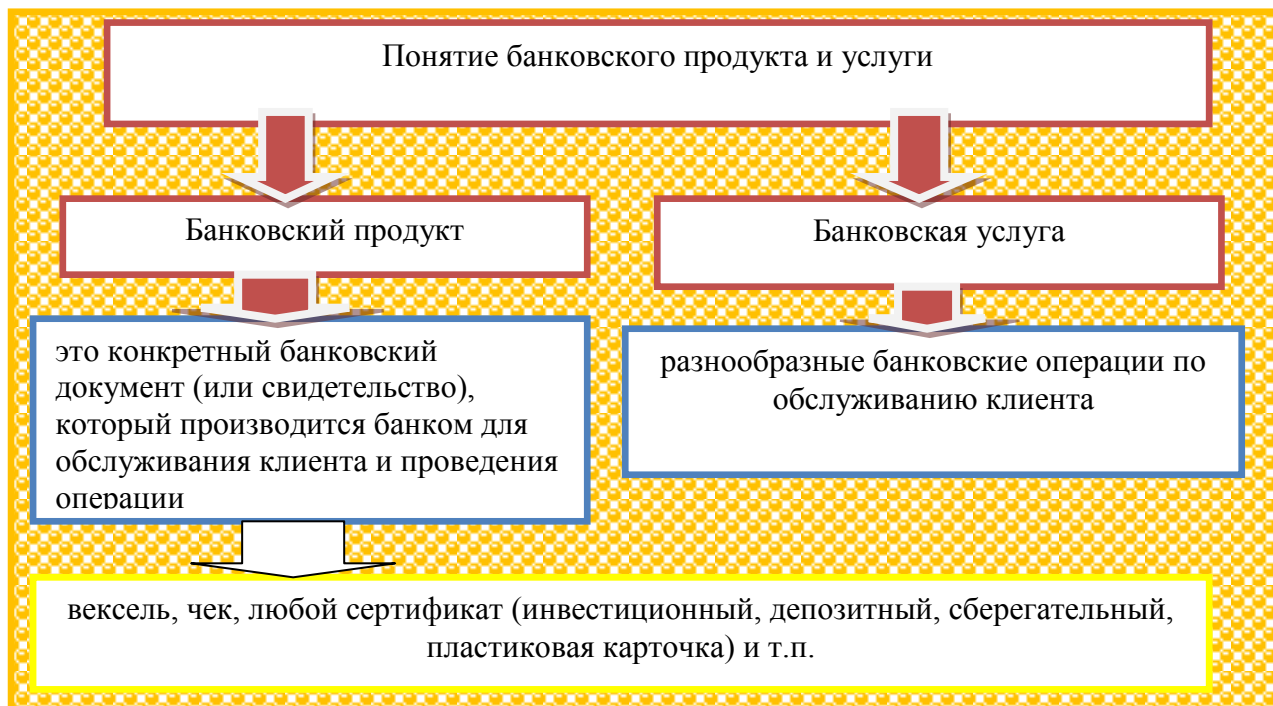 Понятие банковского продукта и услуги
Банковский продукт
Банковская услуга
это конкретный банковский
документ (или свидетельство),
который производится банком для
обслуживания клиента и проведения
операции
разнообразные банковские операции по
обслуживанию клиента
вексель, чек, любой сертификат (инвестиционный, депозитный, сберегательный,
пластиковая карточка) и т.п.